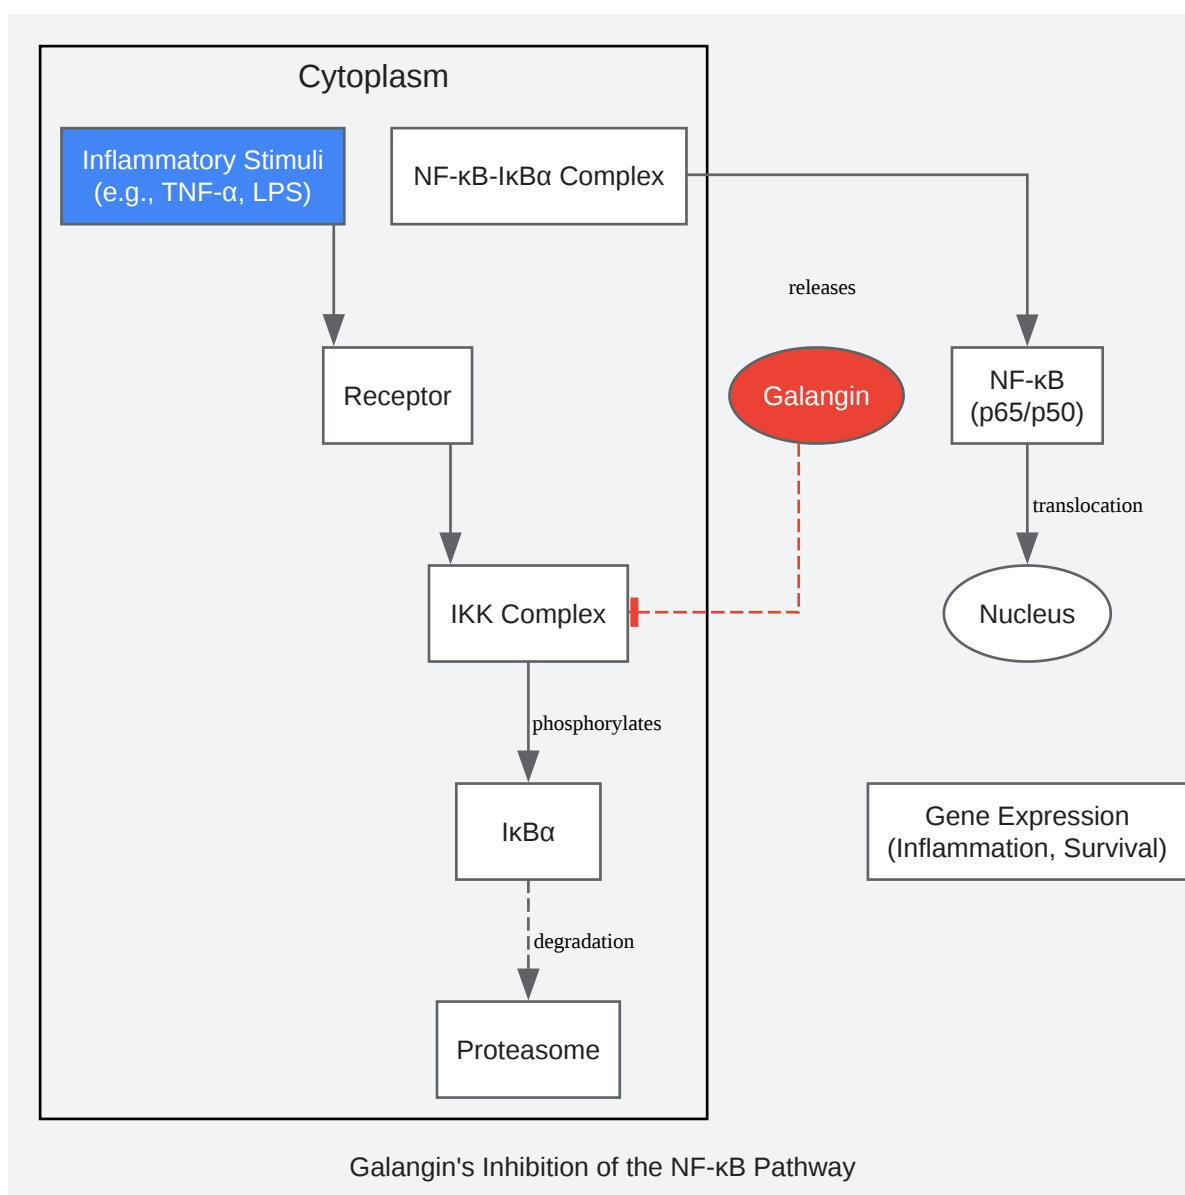 Cytoplasm
Inflammatory Stimuli
(e.g., TNF-α, LPS)
NF-κB-IκBα Complex
releases
Receptor
Galangin
NF-κB
(p65/p50)
translocation
IKK Complex
Nucleus
phosphorylates
IκBα
Gene Expression
(Inflammation, Survival)
degradation
Proteasome
Galangin's Inhibition of the NF-κB Pathway